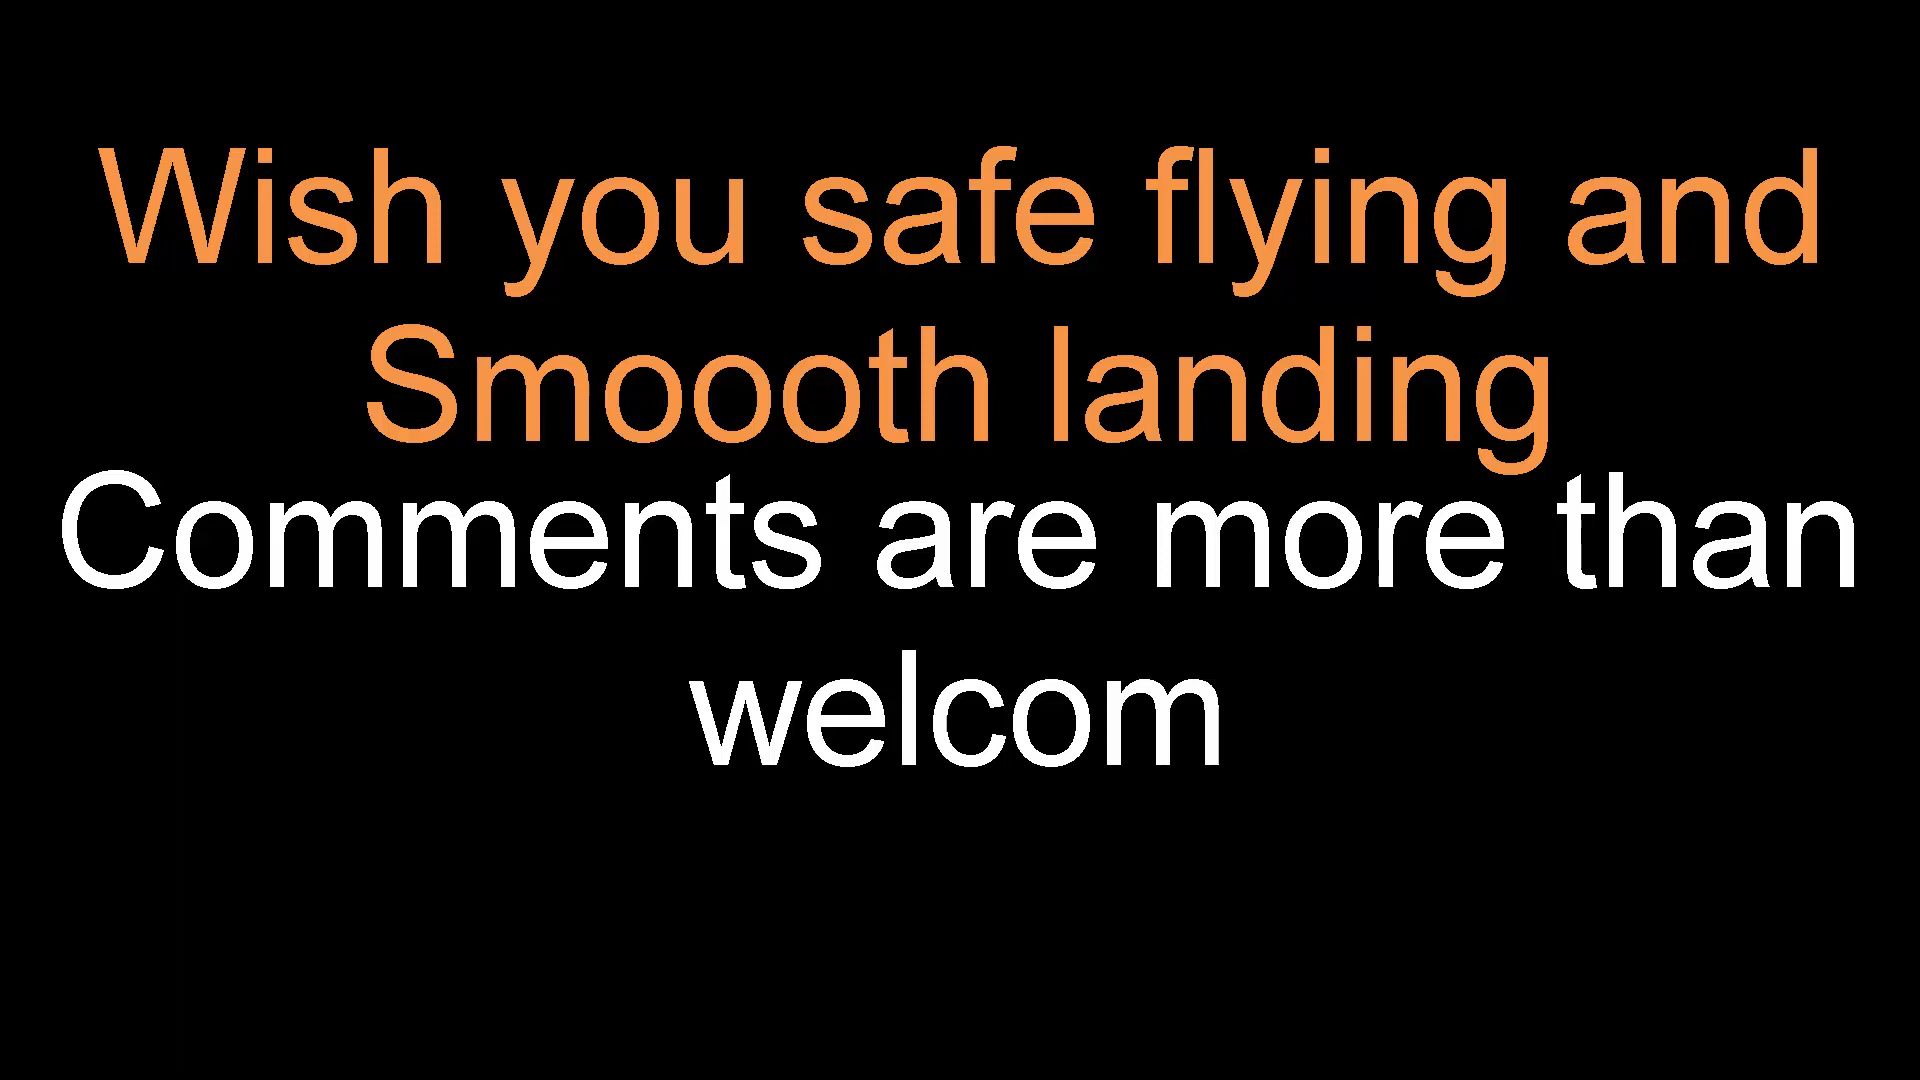 Wish you safe flying and
Smoooth landing
Comments are more than
welcom